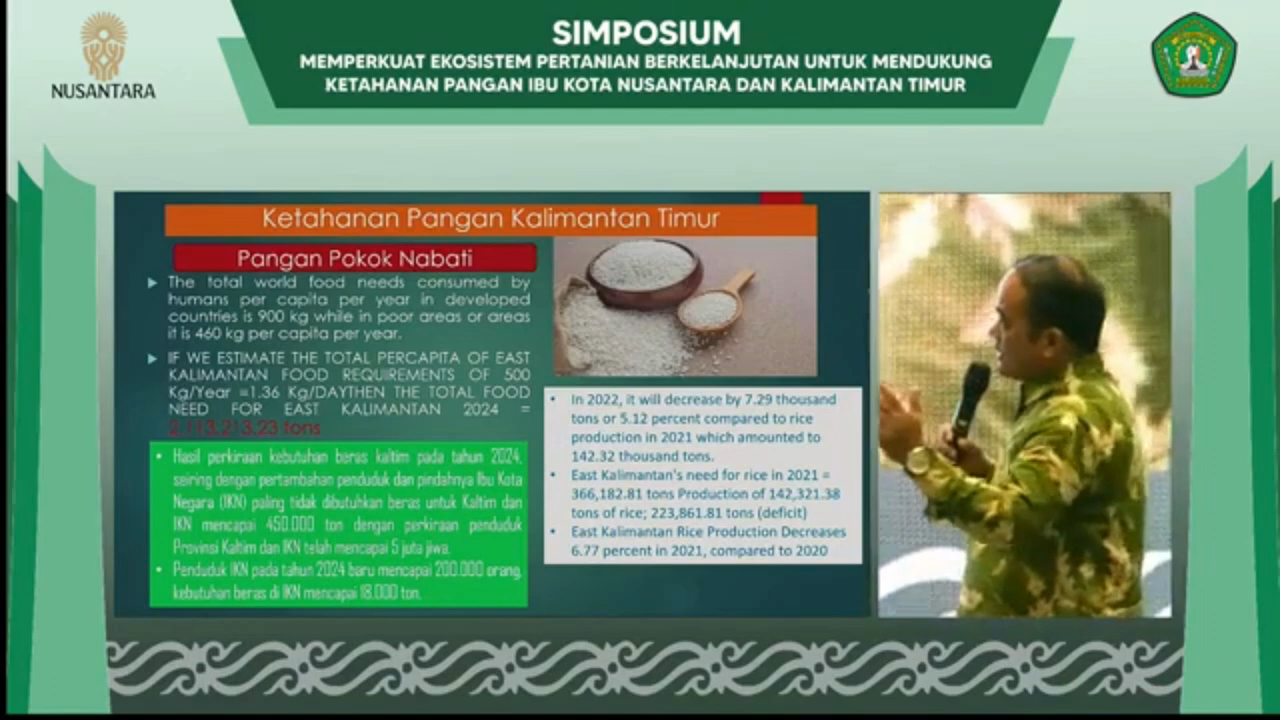 NUSANTARA
SIMPOSIUM
MEMPERKUAT EKOSISTEM PERTANIAN BERKELANJUTAN UNTUK MENDUKUNG
KETAHANAN PANGAN IBU KOTA NUSANTARA DAN KALIMANTAN TIMUR
Ketahanan Pangan Kalimantan Timur
Pangan Pokok Nabati
The total world food needs consumed by
humans per capita per year in developed
countries is 900 kg while in poor areas or areas
it is 460 kg per capita per year.
IF WE ESTIMATE THE TOTAL PERCAPITA OF EAST
KALIMANTAN FOOD REQUIREMENTS OF 500
Kg/Year =1.36 Kg/DAYTHEN THE TOTAL FOOD
NEED FOR EAST KALIMANTAN 2024 =
2,113,213,23 tons
• Hasil perkiraan kebutuhan beras kaltim pada tahun 2024,
seiring dengan pertambahan penduduk dan pindahnya Ibu Kota
Negara (IKN) paling tidak dibutuhkan beras untuk Kaltim dan
IKN mencapai 450.000 ton dengan perkiraan penduduk
Provinsi Kaltim dan IKN telah mencapai 5 juta jiwa.
• Penduduk IKN pada tahun 2024 baru mencapai 200.000 orang,
kebutuhan beras di IKN mencapai 18.000 ton.
• In 2022, it will decrease by 7.29 thousand
tons or 5.12 percent compared to rice
production in 2021 which amounted to
142.32 thousand tons.
• East Kalimantan's need for rice in 2021 =
366,182.81 tons Production of 142,321.38
tons of rice; 223,861.81 tons (deficit)
• East Kalimantan Rice Production Decreases
6.77 percent in 2021, compared to 2020